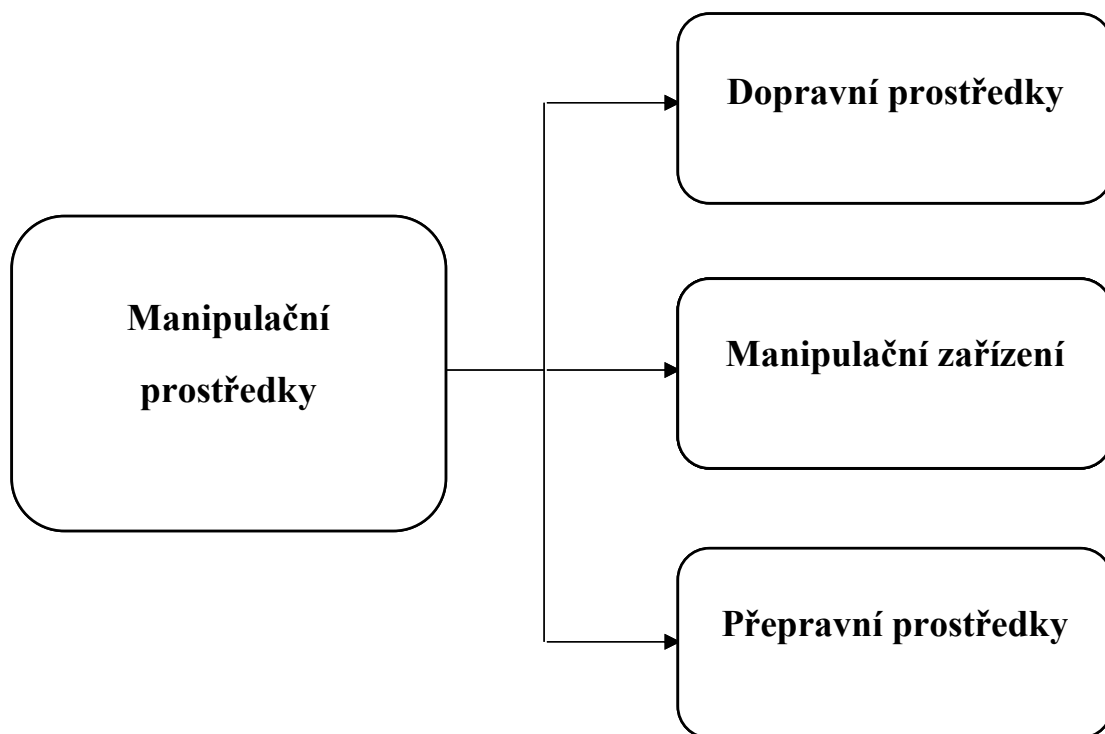 Dopravní prostředky
Manipulační
prostředky
Manipulační zařízení
Přepravní prostředky